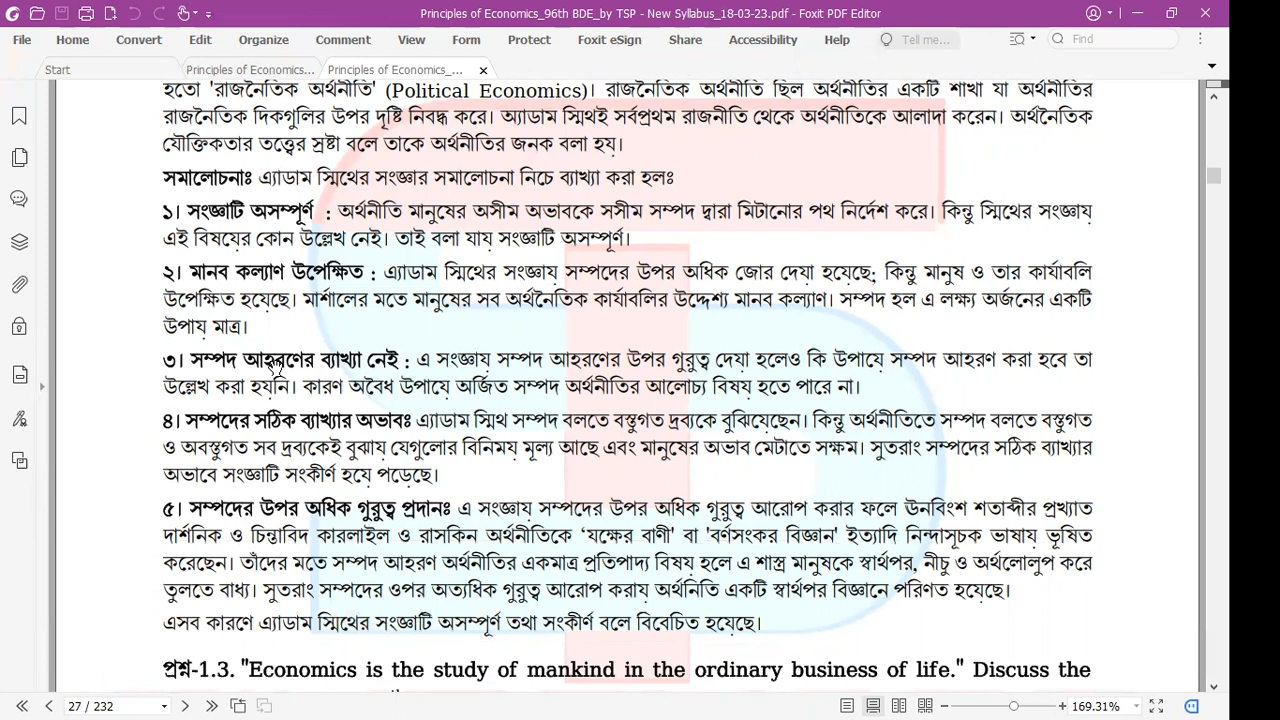 Principles of Economics_96th BDE_by TSP - New Syllabus_18-03-23.pdf - Foxit PDF Editor
File Home Convert Edit Organize Comment View Form Protect Foxit eSign Share Accessibility Help Tell me... Find
Start Principles of Economics... Principles of Economics_...
হতো 'রাজনৈতিক অর্থনীতি' (Political Economics)। রাজনৈতিক অর্থনীতি ছিল অর্থনীতির একটি শাখা যা অর্থনীতির
রাজনৈতিক দিকগুলির উপর দৃষ্টি নিবদ্ধ করে। অ্যাডাম স্মিথই সর্বপ্রথম রাজনীতি থেকে অর্থনীতিকে আলাদা করেন। অর্থনৈতিক
যৌক্তিকতার তত্ত্বের স্রষ্টা বলে তাকে অর্থনীতির জনক বলা হয়।
সমালোচনাঃ এ্যাডাম স্মিথের সংজ্ঞার সমালোচনা নিচে ব্যাখ্যা করা হলঃ
১। সংজ্ঞাটি অসম্পূর্ণ : অর্থনীতি মানুষের অসীম অভাবকে সসীম সম্পদ দ্বারা মিটানোর পথ নির্দেশ করে। কিন্তু স্মিথের সংজ্ঞায়
এই বিষয়ের কোন উল্লেখ নেই। তাই বলা যায় সংজ্ঞাটি অসম্পূর্ণ।
২। মানব কল্যাণ উপেক্ষিত : এ্যাডাম স্মিথের সংজ্ঞায় সম্পদের উপর অধিক জোর দেয়া হয়েছে; কিন্তু মানুষ ও তার কার্যাবলি
উপেক্ষিত হয়েছে। মার্শালের মতে মানুষের সব অর্থনৈতিক কার্যাবলির উদ্দেশ্য মানব কল্যাণ। সম্পদ হল এ লক্ষ্য অর্জনের একটি
উপায় মাত্র।
৩। সম্পদ আহরণের ব্যাখ্যা নেই : এ সংজ্ঞায় সম্পদ আহরণের উপর গুরুত্ব দেয়া হলেও কি উপায়ে সম্পদ আহরণ করা হবে তা
উল্লেখ করা হয়নি। কারণ অবৈধ উপায়ে অর্জিত সম্পদ অর্থনীতির আলোচ্য বিষয় হতে পারে না।
৪। সম্পদের সঠিক ব্যাখ্যার অভাবঃ এ্যাডাম স্মিথ সম্পদ বলতে বস্তুগত দ্রব্যকে বুঝিয়েছেন। কিন্তু অর্থনীতিতে সম্পদ বলতে বস্তুগত
ও অবস্তুগত সব দ্রব্যকেই বুঝায় যেগুলোর বিনিময় মূল্য আছে এবং মানুষের অভাব মেটাতে সক্ষম। সুতরাং সম্পদের সঠিক ব্যাখ্যার
অভাবে সংজ্ঞাটি সংকীর্ণ হয়ে পড়েছে।
৫। সম্পদের উপর অধিক গুরুত্ব প্রদানঃ এ সংজ্ঞায় সম্পদের উপর অধিক গুরুত্ব আরোপ করার ফলে ঊনবিংশ শতাব্দীর প্রখ্যাত
দার্শনিক ও চিন্তাবিদ কারলাইল ও রাসকিন অর্থনীতিকে ‘যক্ষের বাণী' বা 'বর্ণসংকর বিজ্ঞান' ইত্যাদি নিন্দাসূচক ভাষায় ভূষিত
করেছেন। তাঁদের মতে সম্পদ আহরণ অর্থনীতির একমাত্র প্রতিপাদ্য বিষয় হলে এ শাস্ত্র মানুষকে স্বার্থপর, নীচু ও অর্থলোলুপ করে
তুলতে বাধ্য। সুতরাং সম্পদের ওপর অত্যধিক গুরুত্ব আরোপ করায় অর্থনিতি একটি স্বার্থপর বিজ্ঞানে পরিণত হয়েছে।
এসব কারণে এ্যাডাম স্মিথের সংজ্ঞাটি অসম্পূর্ণ তথা সংকীর্ণ বলে বিবেচিত হয়েছে।
প্রশ্ন-1.3. "Economics is the study of mankind in the ordinary business of life." Discuss the
27 / 232 169.31%